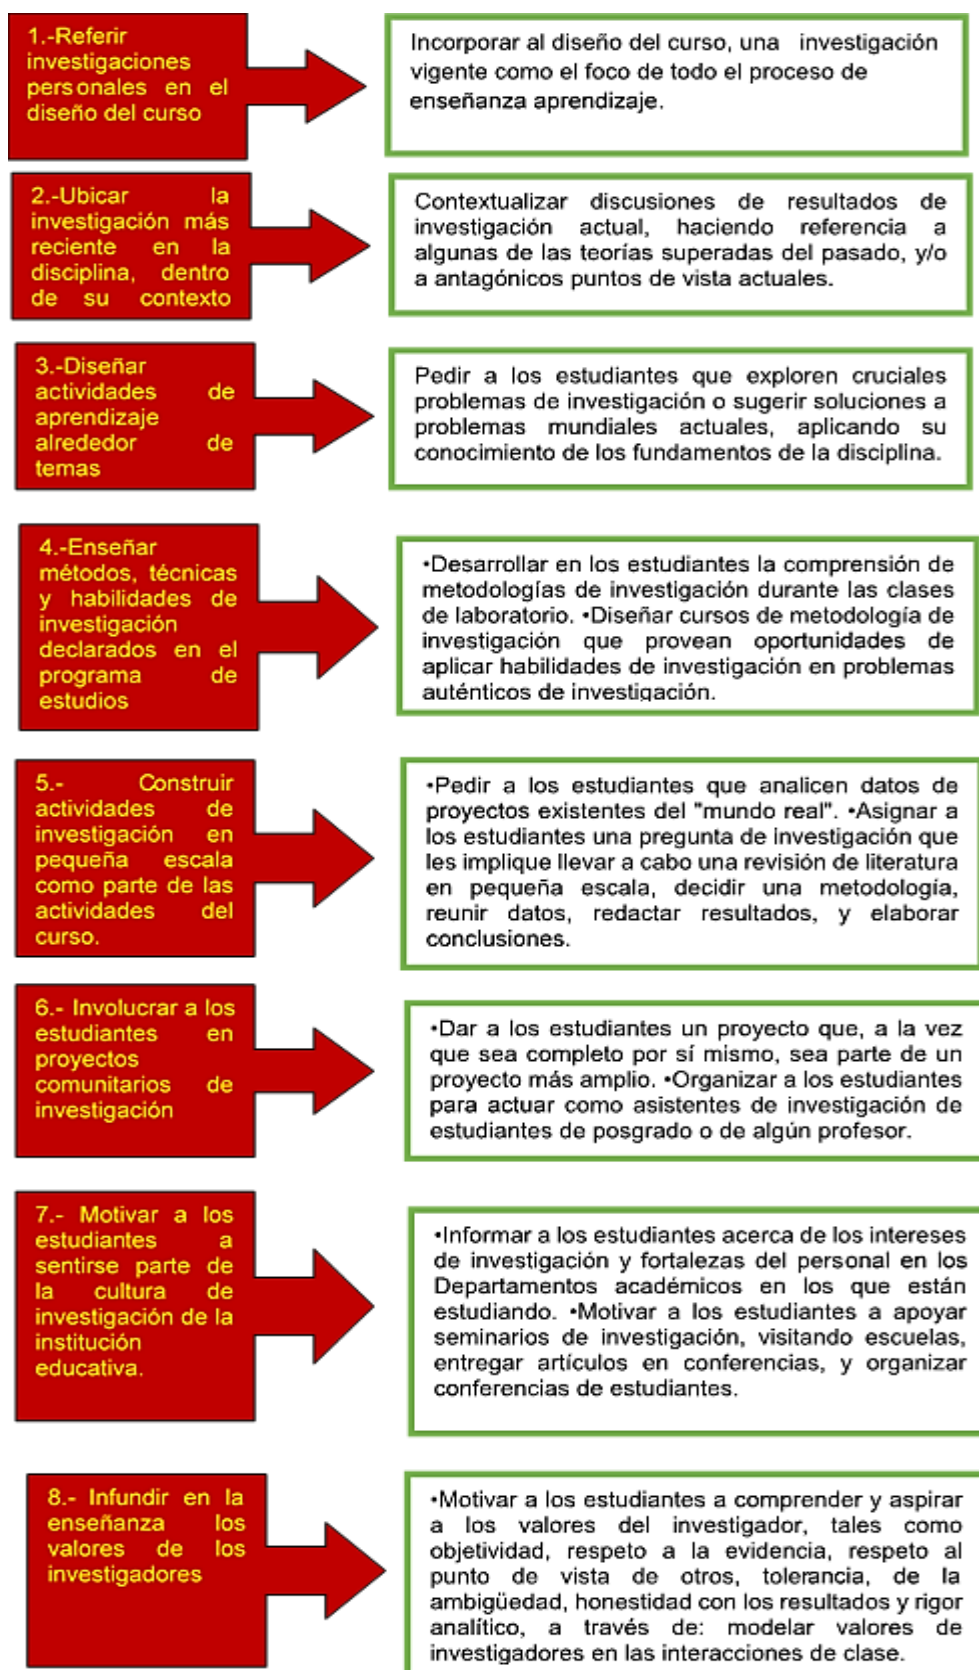 1.-Referir
investigaciones
personales en el
diseño del curso
Incorporar al diseño del curso, una investigación
vigente como el foco de todo el proceso de
enseñanza aprendizaje.
2.-Ubicar la
investigación más
reciente en la
disciplina, dentro
de su contexto
Contextualizar discusiones de resultados de
investigación actual, haciendo referencia a
algunas de las teorías superadas del pasado, y/o
a antagónicos puntos de vista actuales.
3.-Diseñar
actividades de
aprendizaje
alrededor de
temas
Pedir a los estudiantes que exploren cruciales
problemas de investigación o sugerir soluciones a
problemas mundiales actuales, aplicando su
conocimiento de los fundamentos de la disciplina.
4.-Enseñar
métodos, técnicas
y habilidades de
investigación
declarados en el
programa de
estudios
•Desarrollar en los estudiantes la comprensión de
metodologías de investigación durante las clases
de laboratorio. •Diseñar cursos de metodología de
investigación que provean oportunidades de
aplicar habilidades de investigación en problemas
auténticos de investigación.
5.- Construir
actividades de
investigación en
pequeña escala
como parte de las
actividades del
curso.
•Pedir a los estudiantes que analicen datos de
proyectos existentes del "mundo real". •Asignar a
los estudiantes una pregunta de investigación que
les implique llevar a cabo una revisión de literatura
en pequeña escala, decidir una metodología,
reunir datos, redactar resultados, y elaborar
conclusiones.
6.- Involucrar a los
estudiantes en
proyectos
comunitarios de
investigación
•Dar a los estudiantes un proyecto que, a la vez
que sea completo por sí mismo, sea parte de un
proyecto más amplio. •Organizar a los estudiantes
para actuar como asistentes de investigación de
estudiantes de posgrado o de algún profesor.
7.- Motivar a los
estudiantes a
sentirse parte de
la cultura de
investigación de la
institución
educativa.
•Informar a los estudiantes acerca de los intereses
de investigación y fortalezas del personal en los
Departamentos académicos en los que están
estudiando. •Motivar a los estudiantes a apoyar
seminarios de investigación, visitando escuelas,
entregar artículos en conferencias, y organizar
conferencias de estudiantes.
8.- Infundir en la
enseñanza los
valores de los
investigadores
•Motivar a los estudiantes a comprender y aspirar
a los valores del investigador, tales como
objetividad, respeto a la evidencia, respeto al
punto de vista de otros, tolerancia, de la
ambigüedad, honestidad con los resultados y rigor
analítico, a través de: modelar valores de
investigadores en las interacciones de clase.